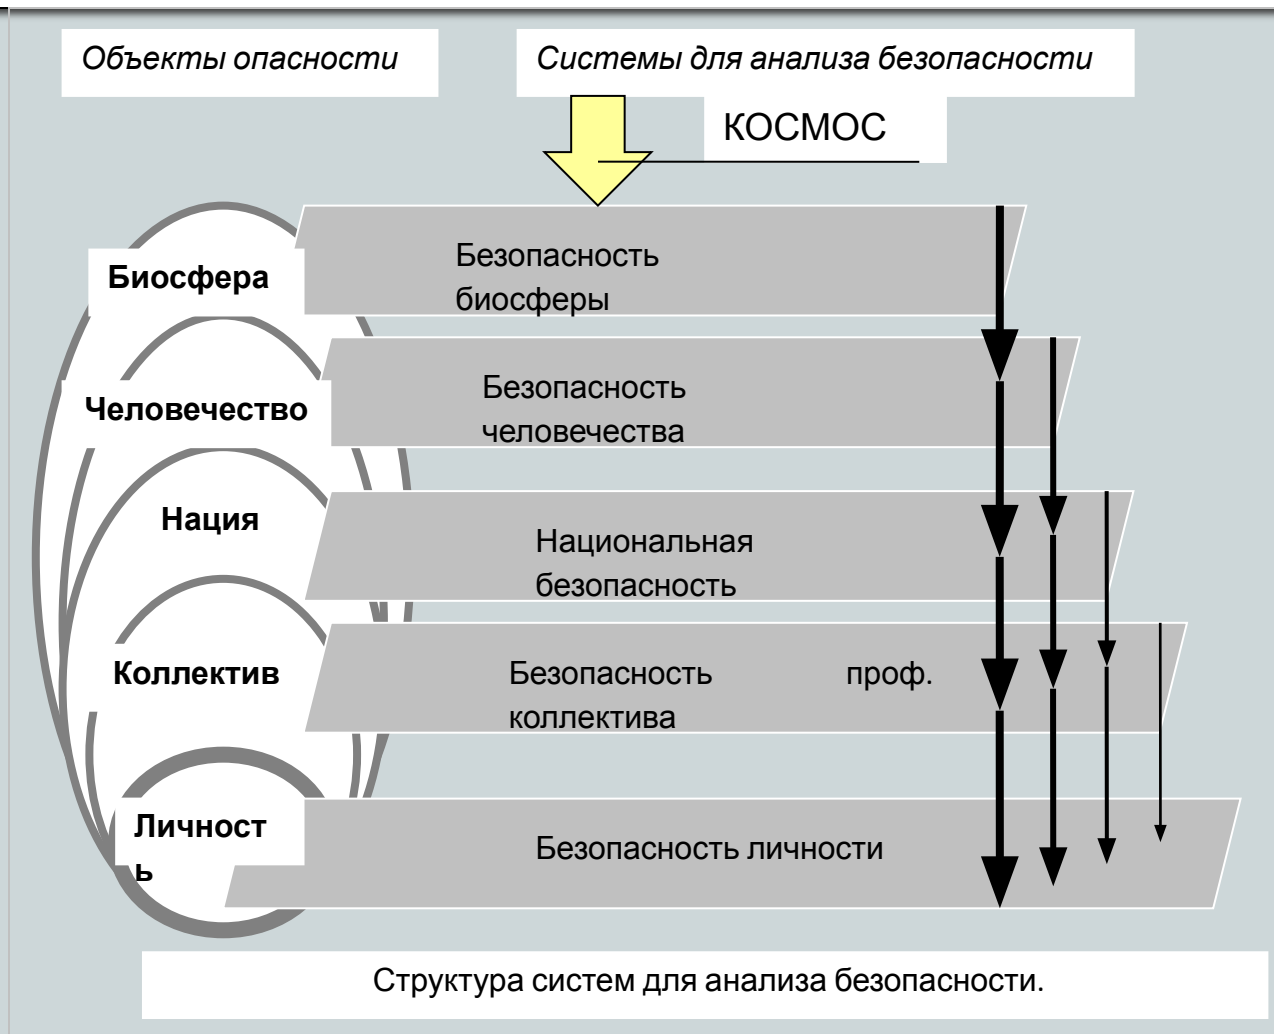 Объекты опасности
Системы для анализа безопасности
КОСМОС
Биосфера
Безопасность
биосферы
Человечество
Безопасность
человечества
Нация
Национальная
безопасность
Коллектив
Безопасность проф.
коллектива
Личност
ь
Безопасность личности
Структура систем для анализа безопасности.